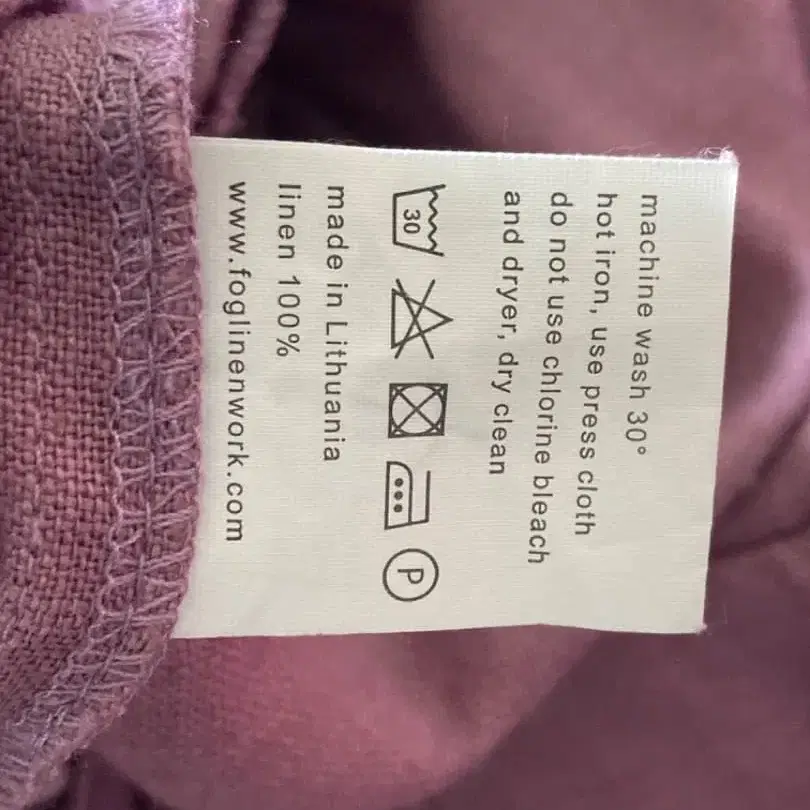 machine wash 30°
hot iron, use press cloth
do not use chlorine bleach
and dryer, dry clean
30 P
made in Lithuania
linen 100%
www.foglinenwork.com